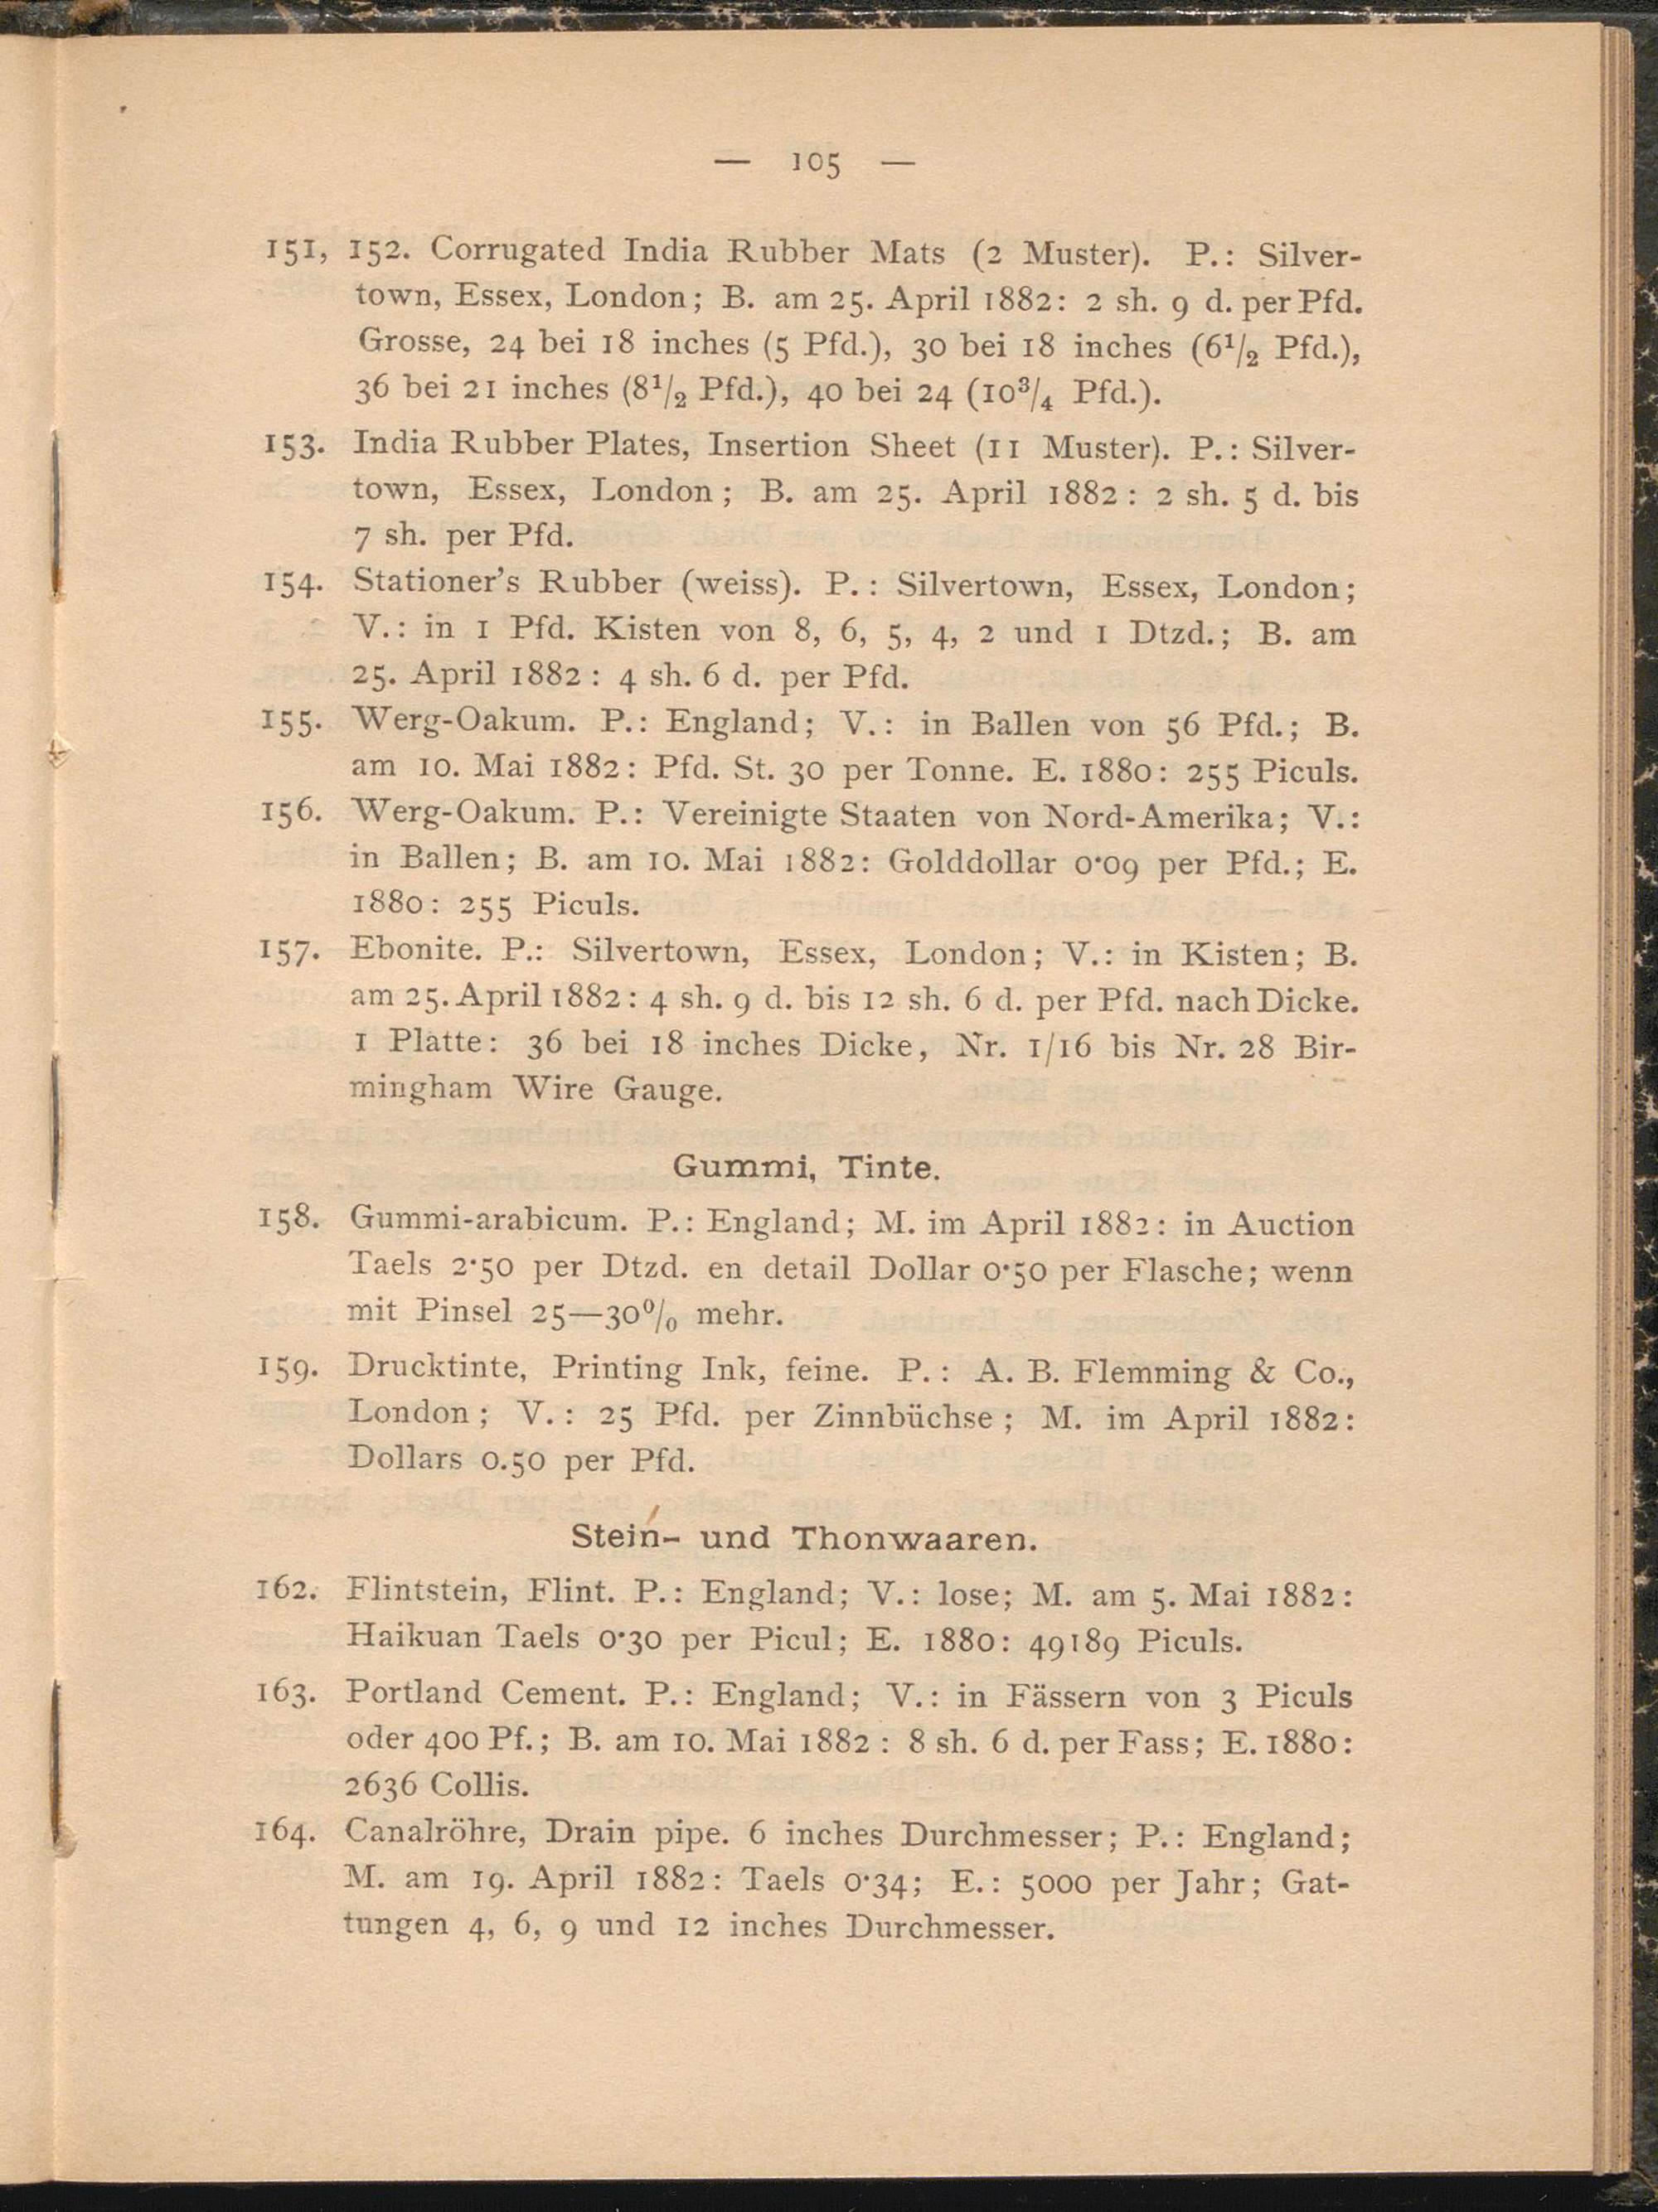 — 105 —
151, 152. Corrugated India Rubber Mats (2 Muster). P.: Silver-
town, Essex, London; B. am 25. April 1882: 2 sh. 9 d. per Pfd.
Grosse, 24 bei 18 inches (5 Pfd.), 30 bei 18 inches (6¹/₂ Pfd.),
36 bei 21 inches (8¹/₂ Pfd.), 40 bei 24 (10³/₄ Pfd.).
153. India Rubber Plates, Insertion Sheet (11 Muster). P.: Silver-
town, Essex, London; B. am 25. April 1882: 2 sh. 5 d. bis
7 sh. per Pfd.
154. Stationer's Rubber (weiss). P.: Silvertown, Essex, London;
V.: in 1 Pfd. Kisten von 8, 6, 5, 4, 2 und 1 Dtzd.; B. am
25. April 1882: 4 sh. 6 d. per Pfd.
155. Werg-Oakum. P.: England; V.: in Ballen von 56 Pfd.; B.
am 10. Mai 1882: Pfd. St. 30 per Tonne. E. 1880: 255 Piculs.
156. Werg-Oakum. P.: Vereinigte Staaten von Nord-Amerika; V.:
in Ballen; B. am 10. Mai 1882: Golddollar 0·09 per Pfd.; E.
1880: 255 Piculs.
157. Ebonite. P.: Silvertown, Essex, London; V.: in Kisten; B.
am 25. April 1882: 4 sh. 9 d. bis 12 sh. 6 d. per Pfd. nach Dicke.
1 Platte: 36 bei 18 inches Dicke, Nr. 1/16 bis Nr. 28 Bir-
mingham Wire Gauge.
Gummi, Tinte.
158. Gummi-arabicum. P.: England; M. im April 1882: in Auction
Taels 2·50 per Dtzd. en detail Dollar 0·50 per Flasche; wenn
mit Pinsel 25—30⁰/₀ mehr.
159. Drucktinte, Printing Ink, feine. P.: A. B. Flemming & Co.,
London; V.: 25 Pfd. per Zinnbüchse; M. im April 1882:
Dollars 0.50 per Pfd.
Stein- und Thonwaaren.
162. Flintstein, Flint. P.: England; V.: lose; M. am 5. Mai 1882:
Haikuan Taels 0·30 per Picul; E. 1880: 49189 Piculs.
163. Portland Cement. P.: England; V.: in Fässern von 3 Piculs
oder 400 Pf.; B. am 10. Mai 1882: 8 sh. 6 d. per Fass; E. 1880:
2636 Collis.
164. Canalröhre, Drain pipe. 6 inches Durchmesser; P.: England;
M. am 19. April 1882: Taels 0·34; E.: 5000 per Jahr; Gat-
tungen 4, 6, 9 und 12 inches Durchmesser.